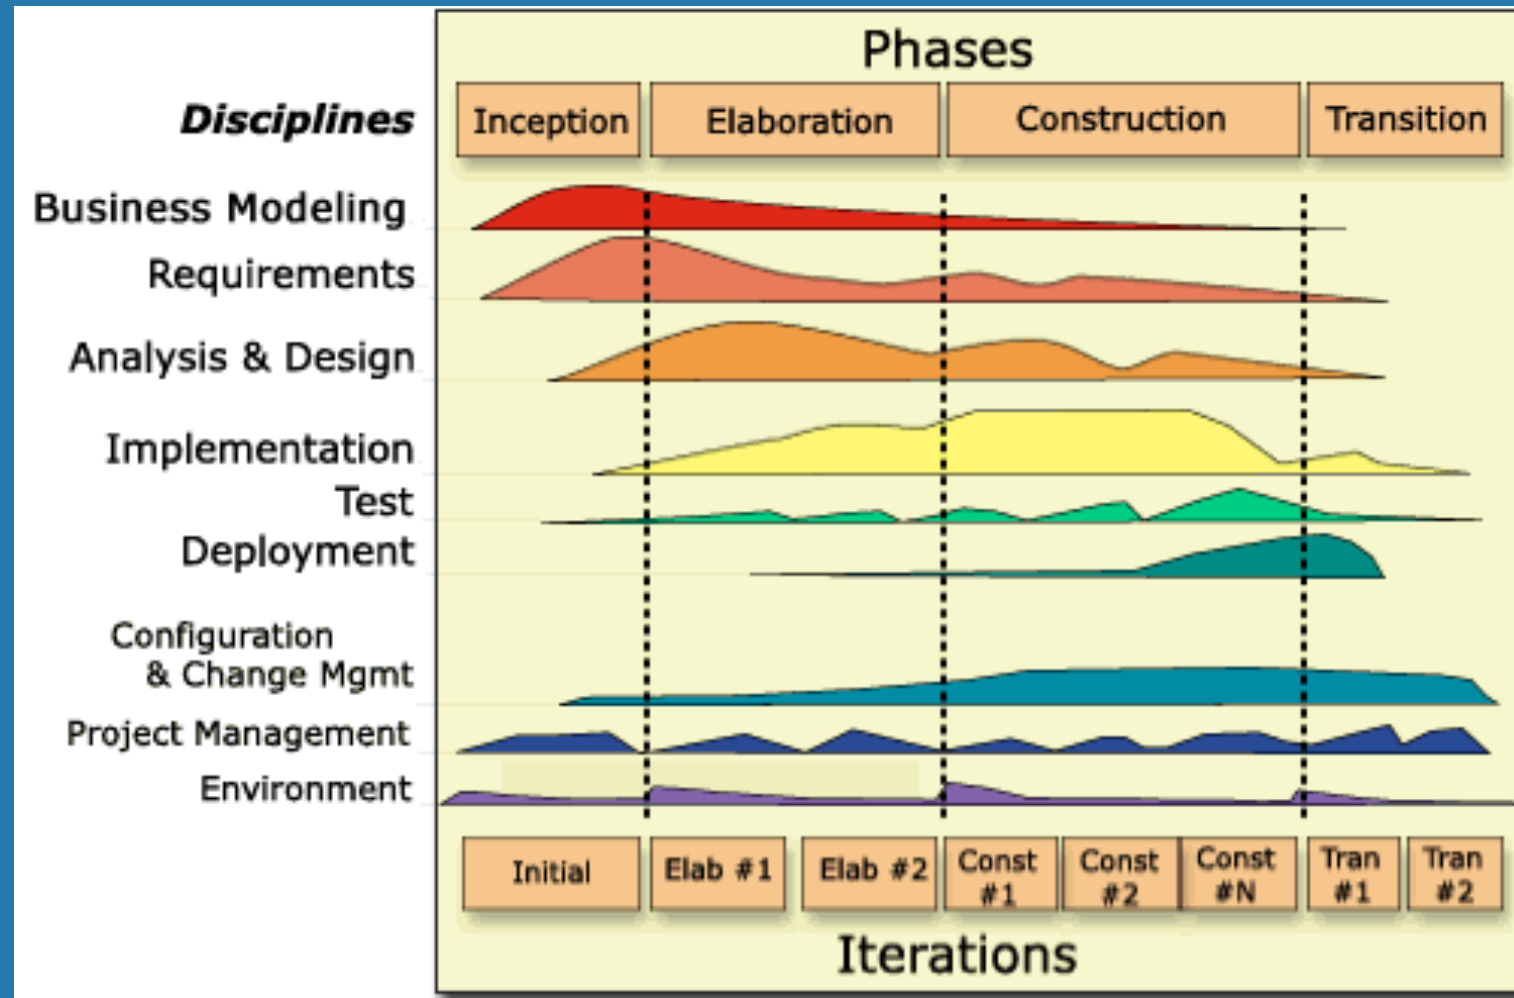 Phases
Disciplines
Inception
Elaboration
Construction
Transition
Business Modeling
Requirements
Analysis & Design
Implementation
Test
Deployment
Configuration
& Change Mgmt
Project Management
Environment
Initial
Elab #1
Elab #2
Const
#1
Const
#2
Const
#N
Tran
#1
Tran
#2
Iterations